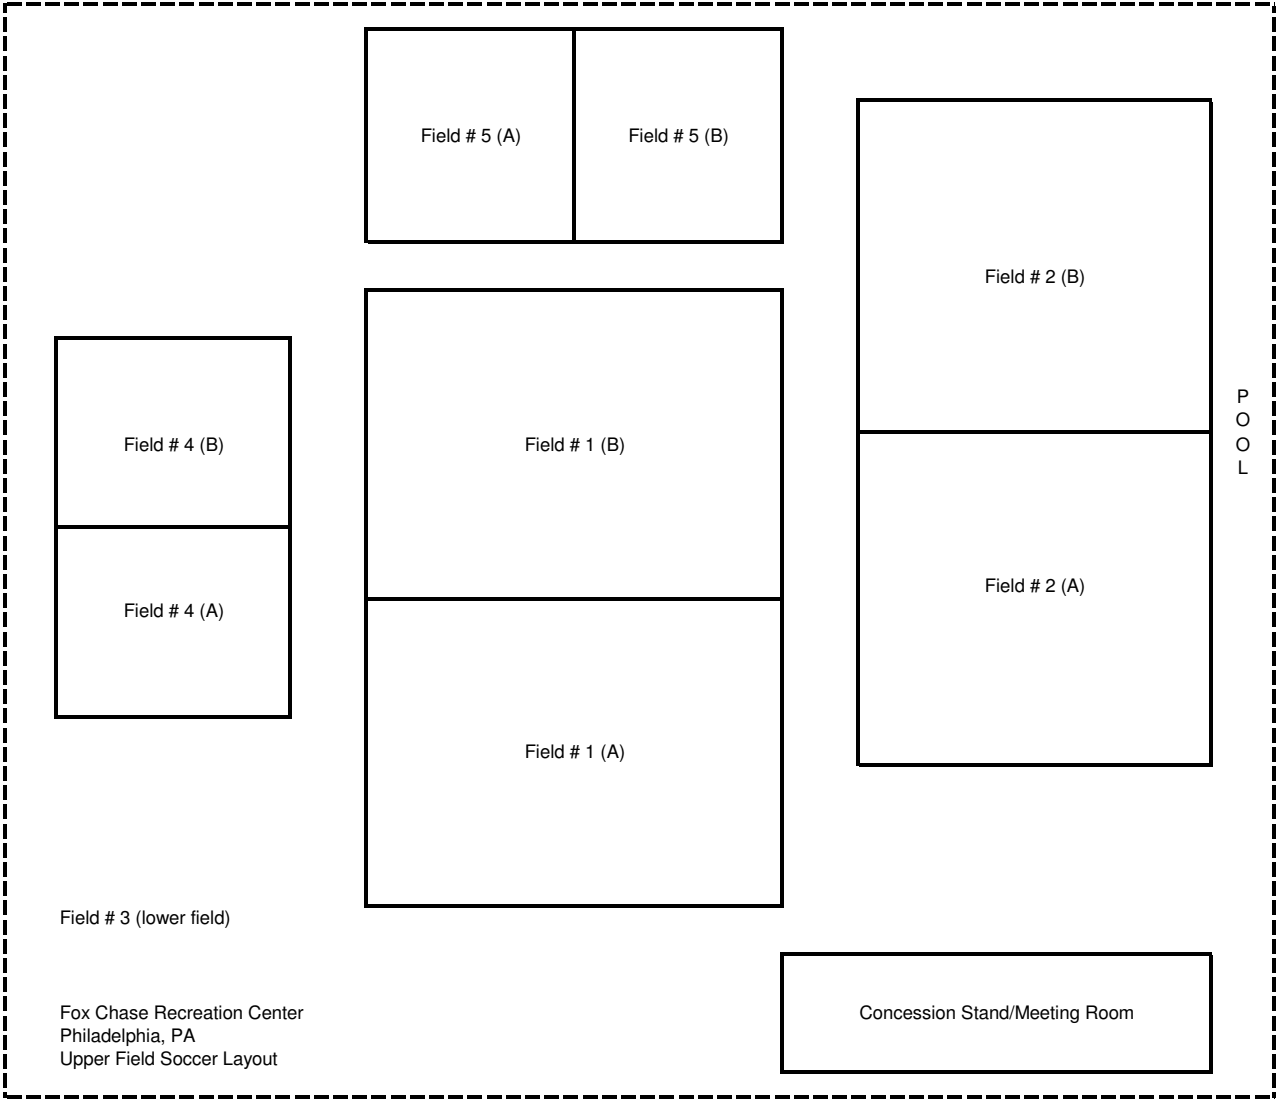 Field # 5 (A)
Field # 5 (B)
Field # 2 (B)
P
O
O
L
Field # 4 (B)
Field # 1 (B)
Field # 2 (A)
Field # 4 (A)
Field # 1 (A)
Field # 3 (lower field)
Concession Stand/Meeting Room
Fox Chase Recreation Center
Philadelphia, PA
Upper Field Soccer Layout